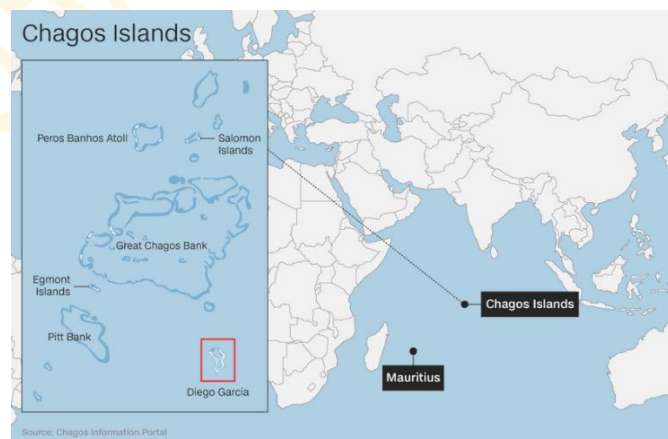 Chagos Islands
Peros Banhos Atoll
Salomon
Islands
Great Chagos Bank
Egmont
Islands
Pitt Bank
Diego Garcia
Chagos Islands
Mauritius
Source: Chagos Information Portal